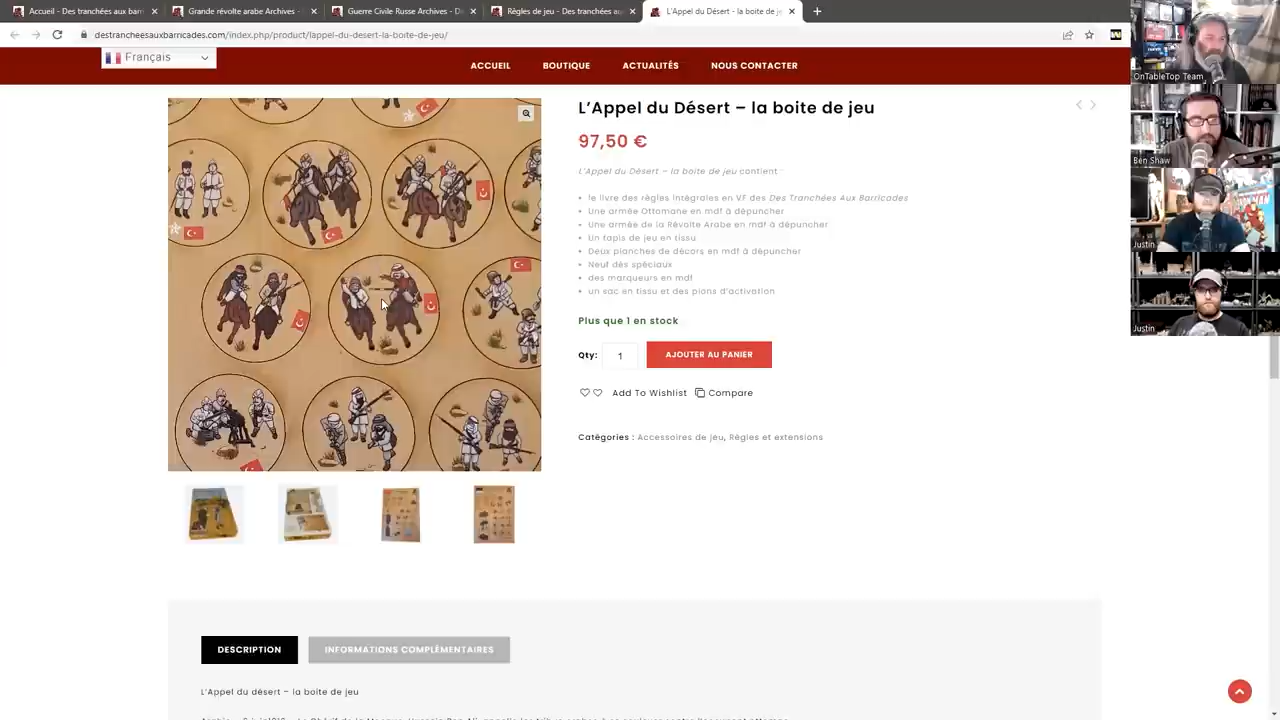 Accueil - Des tranchées aux bar
Grande révolte arabe Archives -
Guerre Civile Russe Archives - D
Règles de jeu - Des tranchées au
L'Appel du Désert - la boite de je
destrancheesauxbarricades.com/index.php/product/lappel-du-desert-la-boite-de-jeu/
Français
ACCUEIL
BOUTIQUE
ACTUALITÉS
NOUS CONTACTER
L'Appel du Désert – la boite de jeu
97,50 €
L'Appel du Désert – la boite de jeu contient :
le livre des règles intégrales en VF des Des Tranchées Aux Barricades
Une armée Ottomane en mdf à dépuncher
Une armée de la Révolte Arabe en mdf à dépuncher
Un tapis de jeu en tissu
Deux planches de décors en mdf à dépuncher
Neuf dés spéciaux
des marqueurs en mdf
un sac en tissu et des pions d'activation
Plus que 1 en stock
Qty: 1
AJOUTER AU PANIER
Add To Wishlist
Compare
Catégories : Accessoires de jeu, Règles et extensions
DESCRIPTION
INFORMATIONS COMPLÉMENTAIRES
L'Appel du désert – la boite de jeu
OnTableTop Team
Ben Shaw
Justin
Justin